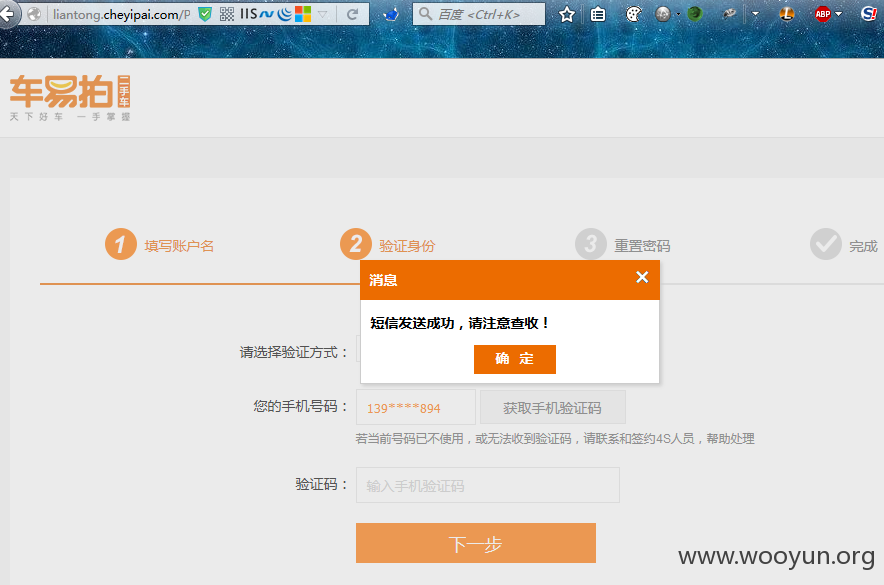 liantong.cheyipai.com/P
IIS
百度 <Ctrl+K>
ABP
车易拍 二手车
天下好车 一手掌握
1 填写账户名
2 验证身份
3 重置密码
完成
消息
短信发送成功，请注意查收！
确 定
请选择验证方式：
您的手机号码：
139****894
获取手机验证码
若当前号码已不使用，或无法收到验证码，请联系和签约4S人员，帮助处理
验证码：
输入手机验证码
下一步
www.wooyun.org